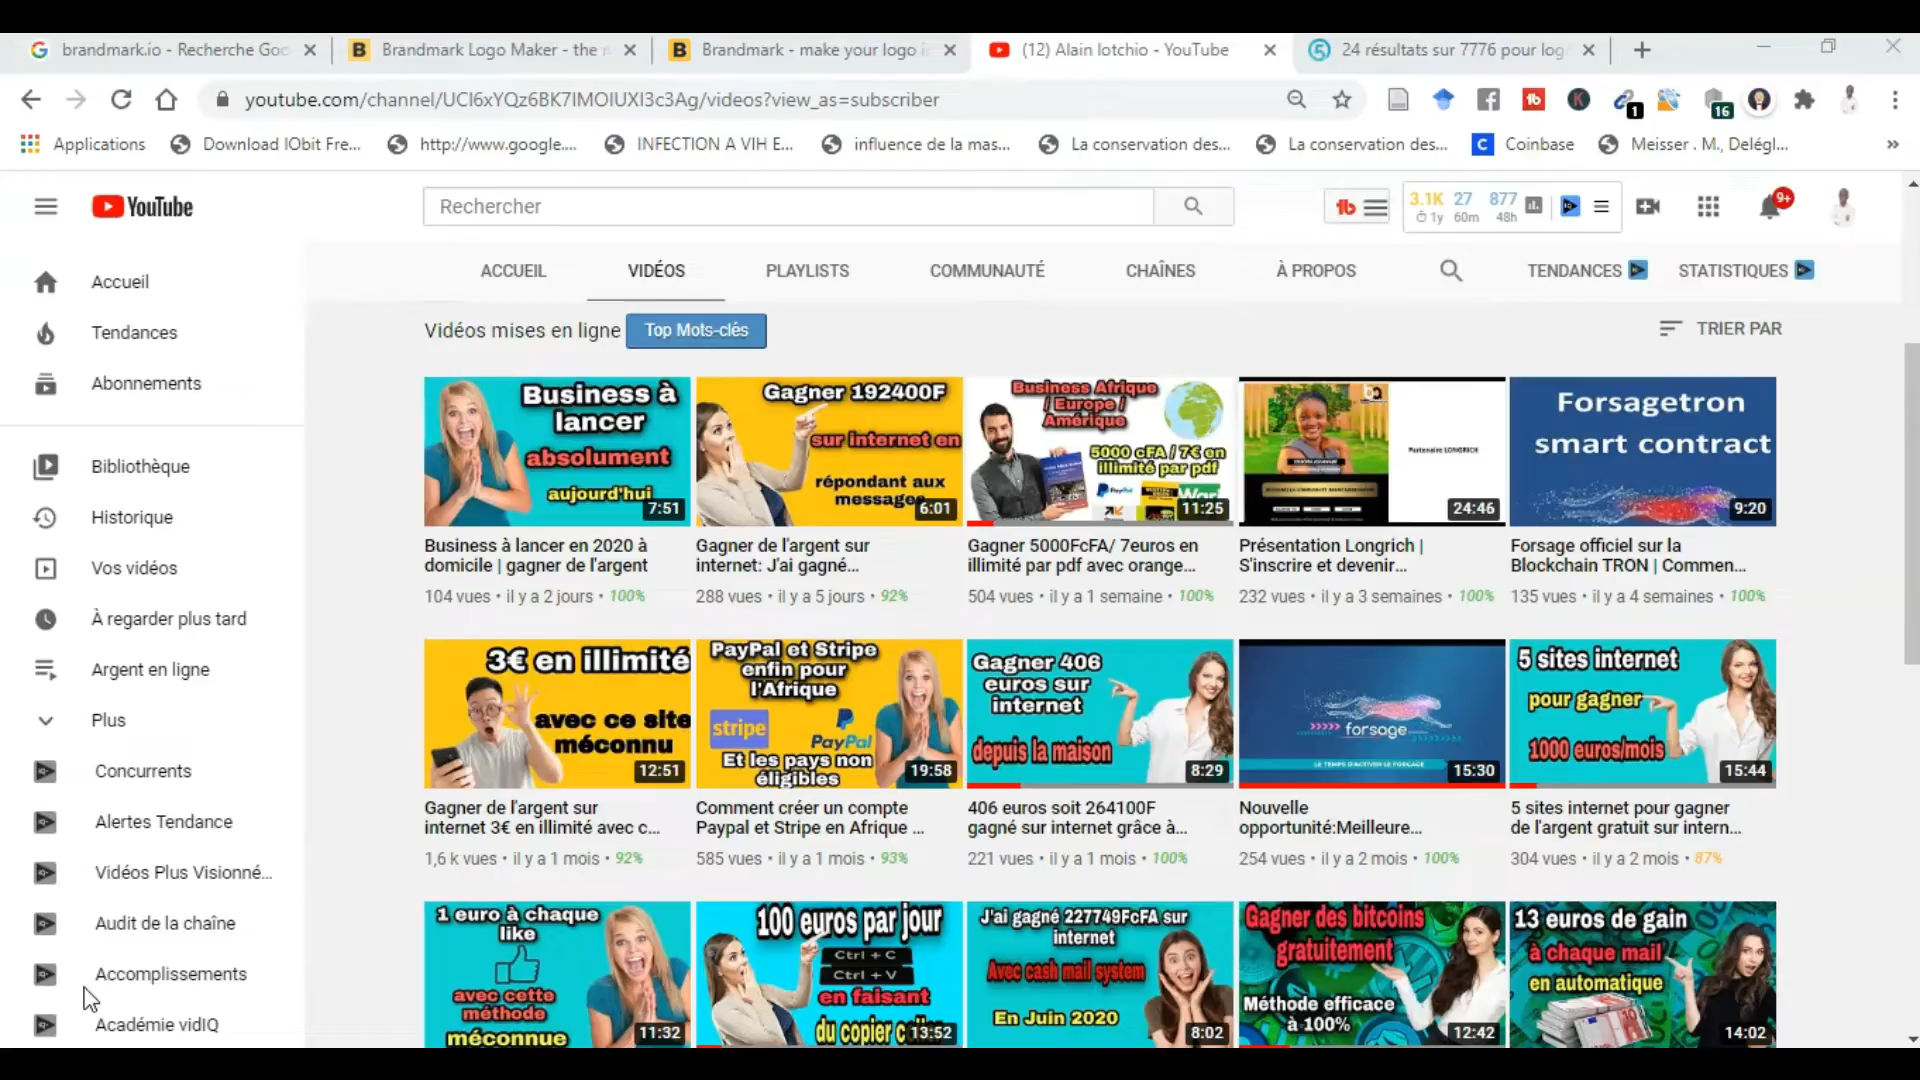 brandmark.io - Recherche Goo
Brandmark Logo Maker - the
Brandmark - make your logo i
(12) Alain lotchio - YouTube
24 résultats sur 7776 pour log
youtube.com/channel/UCI6xYQz6BK7IMOIUXI3c3Ag/videos?view_as=subscriber
1
16
Applications
Download IObit Fre...
http://www.google....
INFECTION A VIH E...
influence de la mas...
La conservation des...
La conservation des...
Coinbase
Meisser . M., Delégl...
YouTube
Rechercher
3.1K 27 877
1y 60m 48h
9+
ACCUEIL
VIDÉOS
PLAYLISTS
COMMUNAUTÉ
CHAÎNES
À PROPOS
TENDANCES
STATISTIQUES
Accueil
Tendances
Abonnements
Bibliothèque
Historique
Vos vidéos
À regarder plus tard
Argent en ligne
Plus
Concurrents
Alertes Tendance
Vidéos Plus Visionné...
Audit de la chaîne
Accomplissements
Académie vidIQ
Vidéos mises en ligne
Top Mots-clés
TRIER PAR
Business à
lancer
absolument
aujourd'hui
7:51
Business à lancer en 2020 à
domicile | gagner de l'argent
104 vues • il y a 2 jours • 100%
Gagner 192400F
sur internet en
répondant aux
messages
6:01
Gagner de l'argent sur
internet: J'ai gagné...
288 vues • il y a 5 jours • 92%
Business Afrique
/ Europe /
Amérique
5000 cFA / 7€ en
illimité par pdf
PayPal
11:25
Gagner 5000FcFA/ 7euros en
illimité par pdf avec orange...
504 vues • il y a 1 semaine • 100%
Partenaire LONGRICH
24:46
Présentation Longrich |
S'inscrire et devenir...
232 vues • il y a 3 semaines • 100%
Forsagetron
smart contract
9:20
Forsage officiel sur la
Blockchain TRON | Commen...
135 vues • il y a 4 semaines • 100%
3€ en illimité
avec ce site
méconnu
12:51
Gagner de l'argent sur
internet 3€ en illimité avec c...
1,6 k vues • il y a 1 mois • 92%
PayPal et Stripe
enfin pour
l'Afrique
stripe
PayPal
Et les pays non
éligibles
19:58
Comment créer un compte
Paypal et Stripe en Afrique ...
585 vues • il y a 1 mois • 93%
Gagner 406
euros sur
internet
depuis la maison
8:29
406 euros soit 264100F
gagné sur internet grâce à...
221 vues • il y a 1 mois • 100%
forsage
LE TEMPS D'ACTIVER LE FORCAGE
15:30
Nouvelle
opportunité:Meilleure...
254 vues • il y a 2 mois • 100%
5 sites internet
pour gagner
1000 euros/mois
15:44
5 sites internet pour gagner
de l'argent gratuit sur intern...
304 vues • il y a 2 mois • 87%
1 euro à chaque
like
avec cette
méthode
méconnue
11:32
100 euros par jour
Ctrl + C
Ctrl + V
en faisant
du copier
13:52
J'ai gagné 227749FcFA sur
internet
Avec cash mail system
En Juin 2020
8:02
Gagner des bitcoins
gratuitement
Méthode efficace
à 100%
12:42
13 euros de gain
à chaque mail
en automatique
14:02